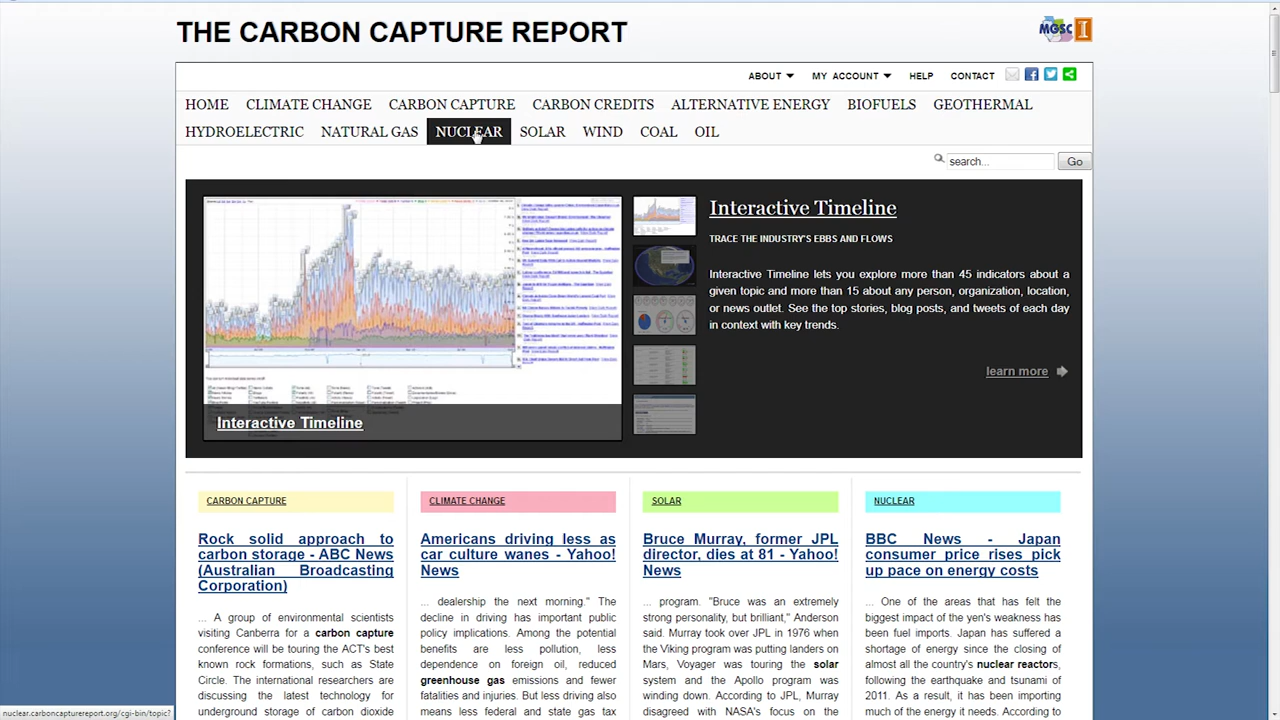 THE CARBON CAPTURE REPORT
MGSC I
ABOUT MY ACCOUNT HELP CONTACT
HOME CLIMATE CHANGE CARBON CAPTURE CARBON CREDITS ALTERNATIVE ENERGY BIOFUELS GEOTHERMAL
HYDROELECTRIC NATURAL GAS NUCLEAR SOLAR WIND COAL OIL
search... Go
Interactive Timeline
Interactive Timeline lets you explore more than 45 indicators about a
given topic and more than 15 about any person, organization, location,
or news outlet. View the top stories, blog posts, and tweets for each day
in context with key trends.
learn more
Interactive Timeline
CARBON CAPTURE
Rock solid approach to
carbon storage - ABC News
(Australian Broadcasting
Corporation)
... A group of environmental scientists
visiting Canberra for a carbon capture
conference will be touring the ACT's best
known rock formations, such as State
Circle. The international researchers are
discussing the latest technology for
underground storage of carbon dioxide
CLIMATE CHANGE
Americans driving less as
car culture wanes - Yahoo!
News
... dealership the next morning." The
decline in driving has important public
policy implications. Among the potential
benefits are less pollution, less
dependence on foreign oil, reduced
greenhouse gas emissions and fewer
fatalities and injuries. But less driving also
means less federal and state gas tax
SOLAR
Bruce Murray, former JPL
director, dies at 81 - Yahoo!
News
... program. "Bruce was an extremely
strong personality, but brilliant," Anderson
said. Murray took over JPL in 1976 when
the Viking program was putting landers on
Mars, Voyager was touring the solar
system and the Apollo program was
winding down. According to JPL, Murray
disagreed with NASA's focus on the
NUCLEAR
BBC News - Japan
consumer price rises pick
up pace on energy costs
... One of the areas that has felt the
biggest impact of the yen's weakness has
been fuel imports. Japan has suffered a
shortage of energy since the closing of
almost all the country's nuclear reactors,
following the earthquake and tsunami of
2011. As a result, it has been importing
much of the energy it needs. According to
nuclear.carboncapturereport.org/cgi-bin/topic?